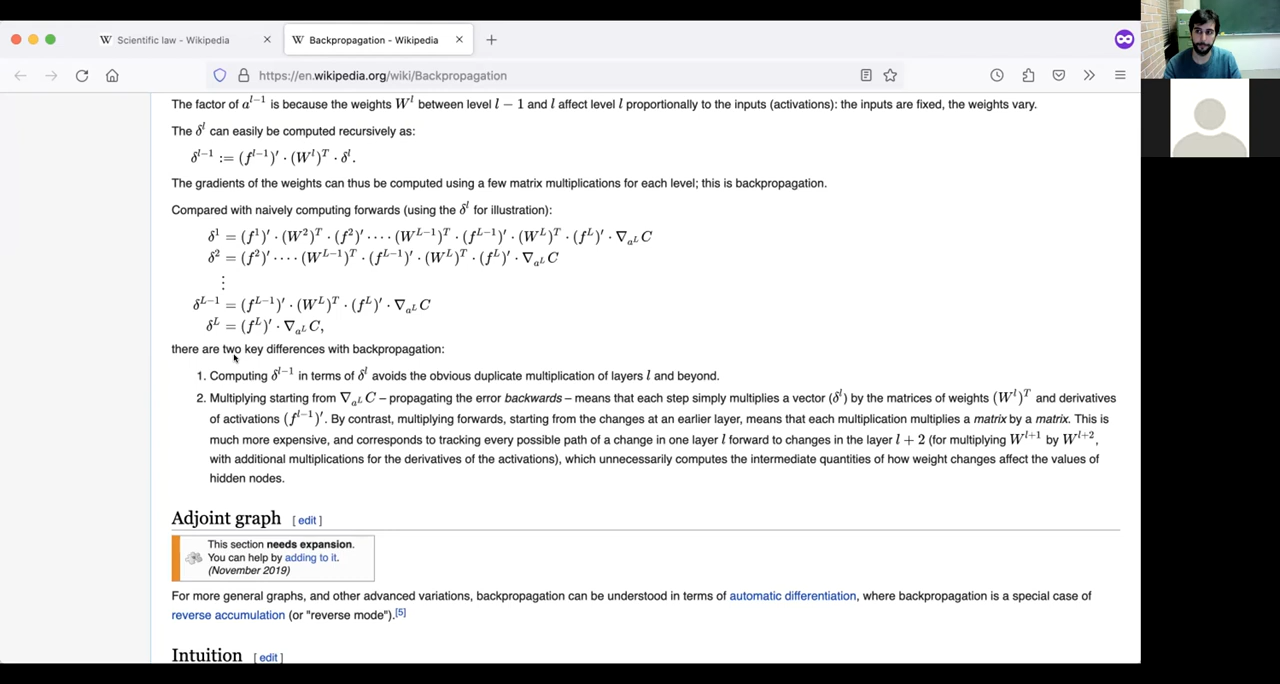 Scientific law - Wikipedia
Backpropagation - Wikipedia
https://en.wikipedia.org/wiki/Backpropagation
The factor of a^{l−1} is because the weights W^l between level l − 1 and l affect level l proportionally to the inputs (activations): the inputs are fixed, the weights vary.
The δ^l can easily be computed recursively as:
δ^{l−1} := (f^{l−1})′ · (W^l)^T · δ^l.
The gradients of the weights can thus be computed using a few matrix multiplications for each level; this is backpropagation.
Compared with naively computing forwards (using the δ^l for illustration):
δ^1 = (f^1)′ · (W^2)^T · (f^2)′ · · · · (W^{L−1})^T · (f^{L−1})′ · (W^L)^T · (f^L)′ · ∇_{a^L} C
δ^2 = (f^2)′ · · · · (W^{L−1})^T · (f^{L−1})′ · (W^L)^T · (f^L)′ · ∇_{a^L} C
⋮
δ^{L−1} = (f^{L−1})′ · (W^L)^T · (f^L)′ · ∇_{a^L} C
δ^L = (f^L)′ · ∇_{a^L} C,
there are two key differences with backpropagation:
1. Computing δ^{l−1} in terms of δ^l avoids the obvious duplicate multiplication of layers l and beyond.
2. Multiplying starting from ∇_{a^L} C – propagating the error backwards – means that each step simply multiplies a vector (δ^l) by the matrices of weights (W^l)^T and derivatives
of activations (f^{l−1})′. By contrast, multiplying forwards, starting from the changes at an earlier layer, means that each multiplication multiplies a matrix by a matrix. This is
much more expensive, and corresponds to tracking every possible path of a change in one layer l forward to changes in the layer l + 2 (for multiplying W^{l+1} by W^{l+2},
with additional multiplications for the derivatives of the activations), which unnecessarily computes the intermediate quantities of how weight changes affect the values of
hidden nodes.
Adjoint graph [ edit ]
This section needs expansion.
You can help by adding to it.
(November 2019)
For more general graphs, and other advanced variations, backpropagation can be understood in terms of automatic differentiation, where backpropagation is a special case of
reverse accumulation (or "reverse mode").[5]
Intuition [ edit ]